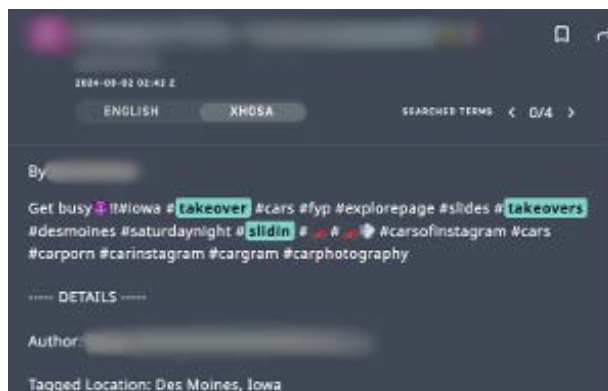 2024-09-02 02:42 Z
ENGLISH XHOSA SEARCHED TERMS < 0/4 >
By
Get busy😈!!#iowa #takeover #cars #fyp #explorepage #slides #takeovers
#desmoines #saturdaynight #slidin #🏎️#🏎️💨 #carsofinstagram #cars
#carporn #carinstagram #cargram #carphotography
----- DETAILS -----
Author:
Tagged Location: Des Moines, Iowa